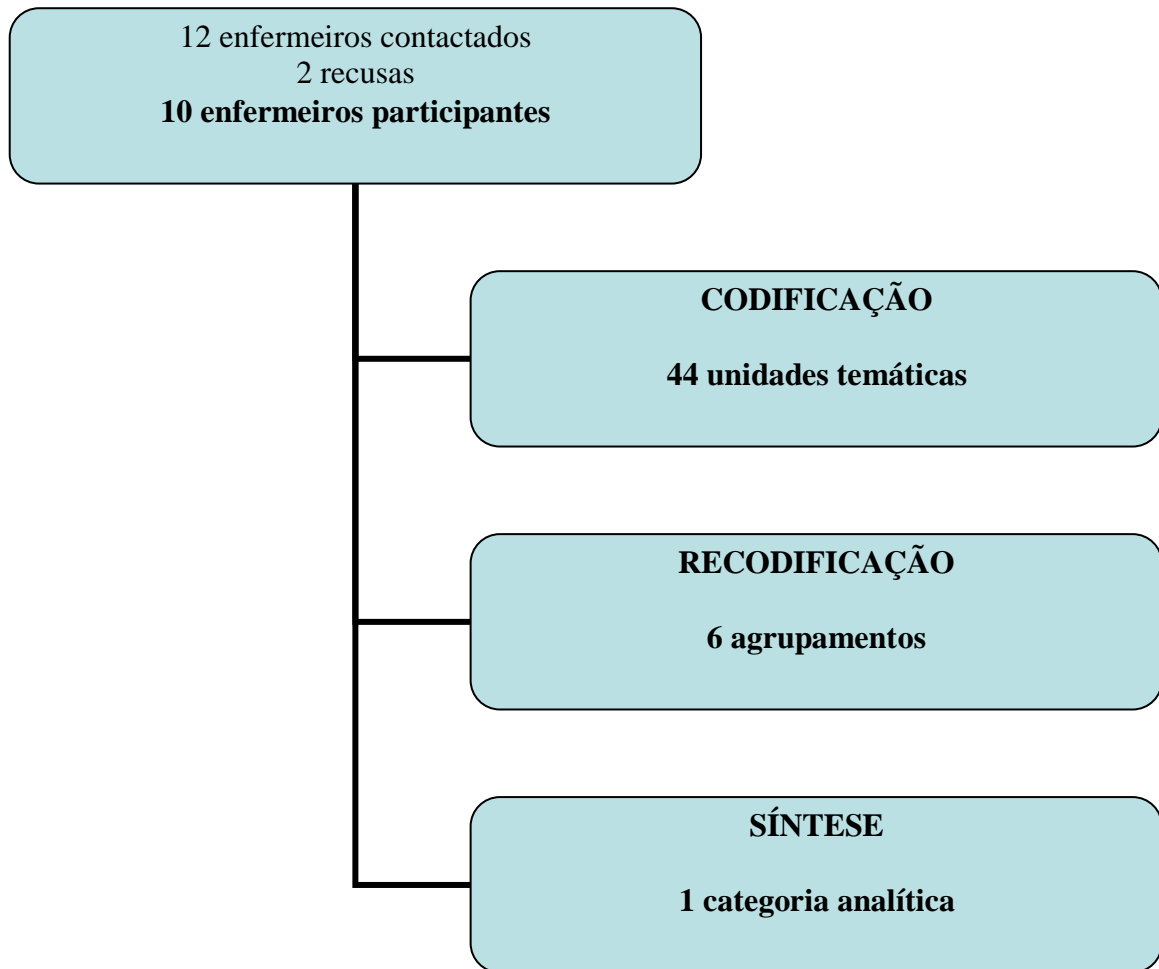 12 enfermeiros contactados
2 recusas
10 enfermeiros participantes
CODIFICAÇÃO
44 unidades temáticas
RECODIFICAÇÃO
6 agrupamentos
SÍNTESE
1 categoria analítica